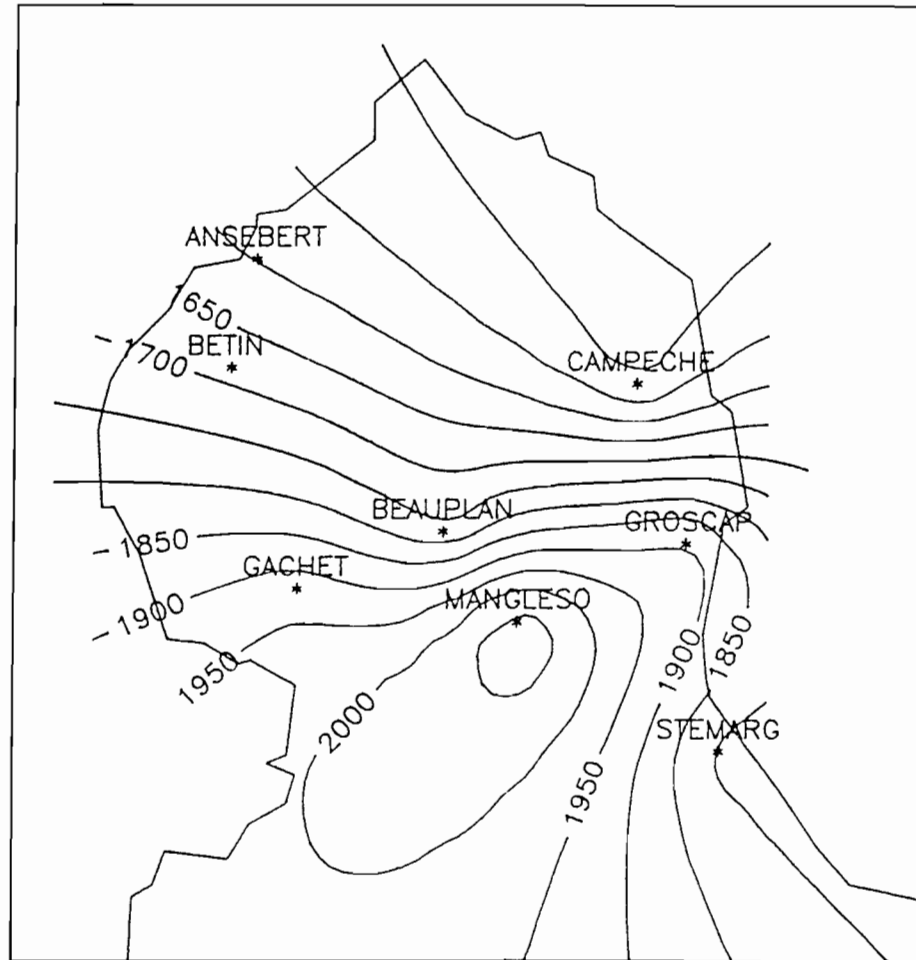 ANSEBERT
1650
BETIN
1700
CAMPECHE
BEAUPLAN
GROSCAP
1850
GACHET
MANGLESO
1900
1950
2000
1900
1850
STEMARG
1950